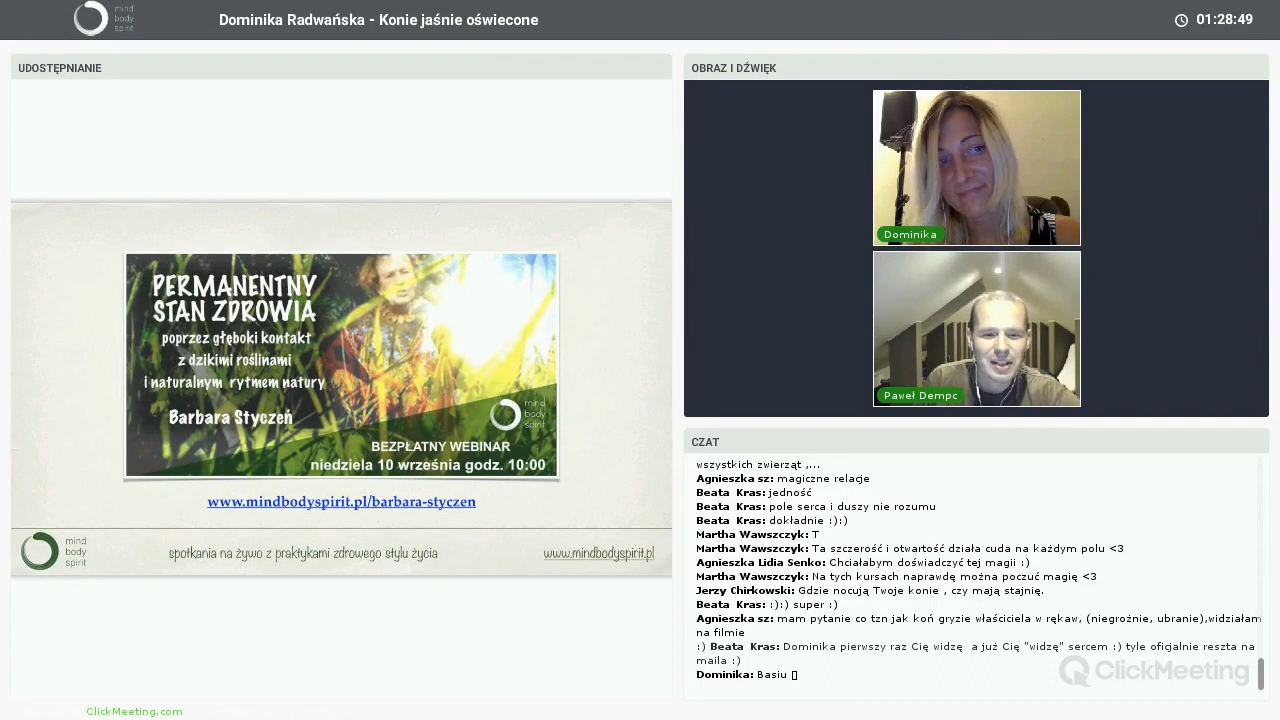 mind
body
spirit
Dominika Radwańska - Konie jaśnie oświecone
01:28:49
UDOSTĘPNIANIE
PERMANENTNY
STAN ZDROWIA
poprzez głęboki kontakt
z dzikimi roślinami
i naturalnym rytmem natury
Barbara Styczeń
mind
body
spirit
BEZPŁATNY WEBINAR
niedziela 10 września godz. 10:00
www.mindbodyspirit.pl/barbara-styczen
mind
body
spirit
spotkania na żywo z praktykami zdrowego stylu życia
www.mindbodyspirit.pl
ClickMeeting.com
OBRAZ I DŹWIĘK
Dominika
Paweł Dempc
CZAT
wszystkich zwierząt ,...
Agnieszka sz: magiczne relacje
Beata Kras: jedność
Beata Kras: pole serca i duszy nie rozumu
Beata Kras: dokładnie :):)
Martha Wawszczyk: T
Martha Wawszczyk: Ta szczerość i otwartość działa cuda na każdym polu <3
Agnieszka Lidia Senko: Chciałabym doświadczyć tej magii :)
Martha Wawszczyk: Na tych kursach naprawdę można poczuć magię <3
Jerzy Chirkowski: Gdzie nocują Twoje konie , czy mają stajnię.
Beata Kras: :):) super :)
Agnieszka sz: mam pytanie co tzn jak koń gryzie właściciela w rękaw, (niegroźnie, ubranie),widziałam
na filmie
:) Beata Kras: Dominika pierwszy raz Cię widzę a już Cię "widzę" sercem :) tyle oficjalnie reszta na
maila :)
Dominika: Basiu []
ClickMeeting